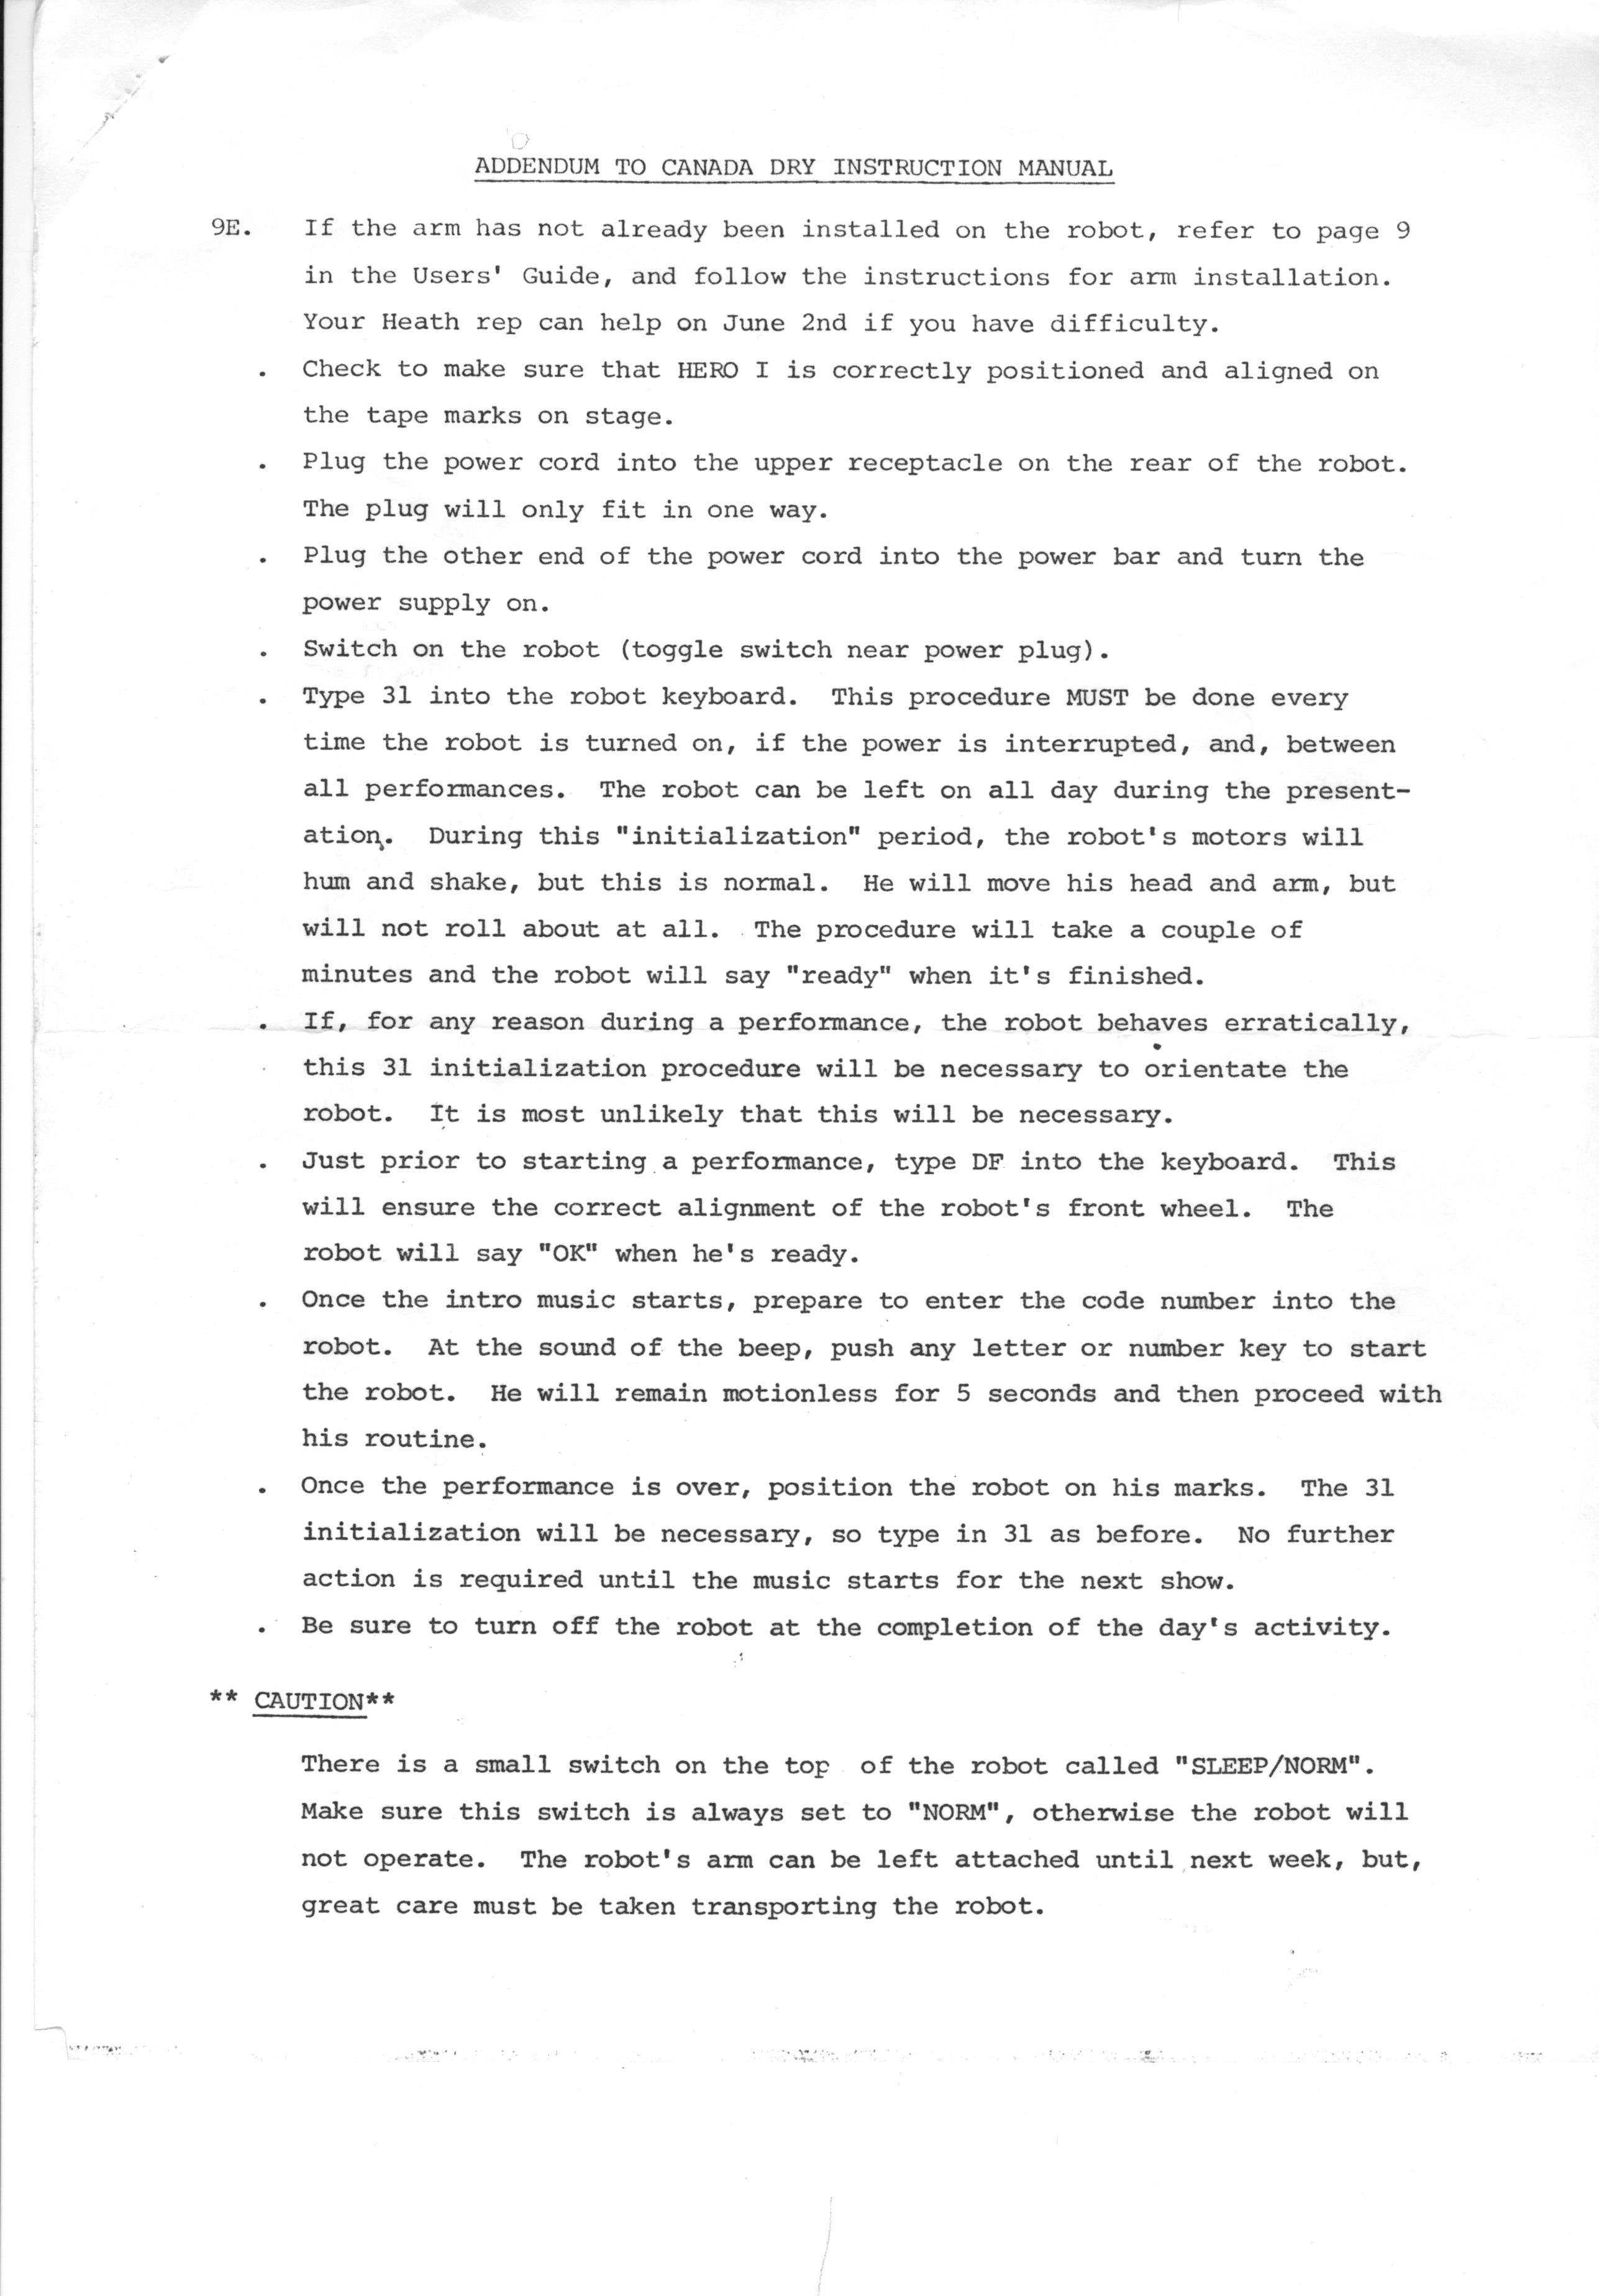 ADDENDUM TO CANADA DRY INSTRUCTION MANUAL
9E. If the arm has not already been installed on the robot, refer to page 9
in the Users' Guide, and follow the instructions for arm installation.
Your Heath rep can help on June 2nd if you have difficulty.
. Check to make sure that HERO I is correctly positioned and aligned on
the tape marks on stage.
. Plug the power cord into the upper receptacle on the rear of the robot.
The plug will only fit in one way.
. Plug the other end of the power cord into the power bar and turn the
power supply on.
. Switch on the robot (toggle switch near power plug).
. Type 31 into the robot keyboard. This procedure MUST be done every
time the robot is turned on, if the power is interrupted, and, between
all performances. The robot can be left on all day during the present-
ation. During this "initialization" period, the robot's motors will
hum and shake, but this is normal. He will move his head and arm, but
will not roll about at all. The procedure will take a couple of
minutes and the robot will say "ready" when it's finished.
. If, for any reason during a performance, the robot behaves erratically,
this 31 initialization procedure will be necessary to orientate the
robot. It is most unlikely that this will be necessary.
. Just prior to starting a performance, type DF into the keyboard. This
will ensure the correct alignment of the robot's front wheel. The
robot will say "OK" when he's ready.
. Once the intro music starts, prepare to enter the code number into the
robot. At the sound of the beep, push any letter or number key to start
the robot. He will remain motionless for 5 seconds and then proceed with
his routine.
. Once the performance is over, position the robot on his marks. The 31
initialization will be necessary, so type in 31 as before. No further
action is required until the music starts for the next show.
. Be sure to turn off the robot at the completion of the day's activity.
** CAUTION**
There is a small switch on the top of the robot called "SLEEP/NORM".
Make sure this switch is always set to "NORM", otherwise the robot will
not operate. The robot's arm can be left attached until next week, but,
great care must be taken transporting the robot.